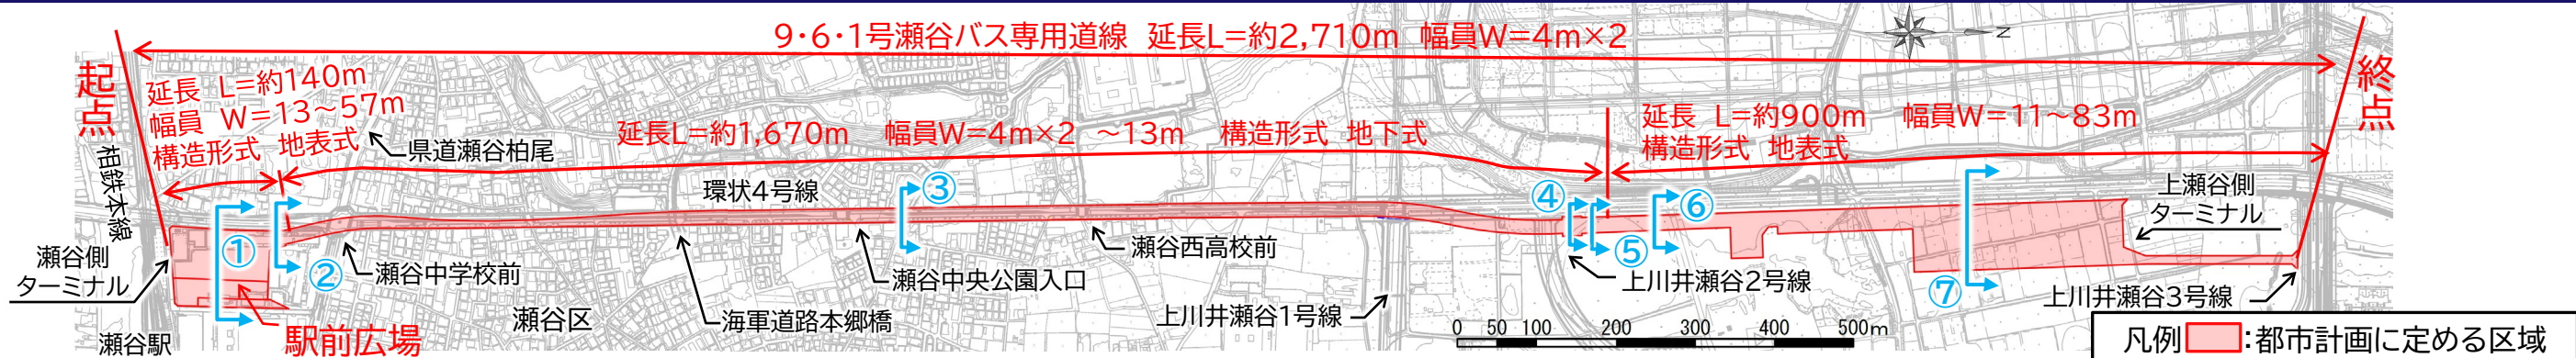 9・6・1号瀬谷バス専用道線 延長L=約2,710m 幅員W=4m×2
起点
終点
延長 L=約140m
幅員 W=13～57m
構造形式 地表式
延長L=約1,670m 幅員W=4m×2 ～13m 構造形式 地下式
延長 L=約900m 幅員W=11～83m
構造形式 地表式
N
相鉄本線
県道瀬谷柏尾
環状4号線
③
④
⑥
⑤
上瀬谷側
ターミナル
瀬谷側
ターミナル
①
②
瀬谷中学校前
瀬谷中央公園入口
瀬谷西高校前
上川井瀬谷2号線
⑦
上川井瀬谷3号線
瀬谷区
海軍道路本郷橋
上川井瀬谷1号線
0 50 100 200 300 400 500m
瀬谷駅
駅前広場
凡例 :都市計画に定める区域